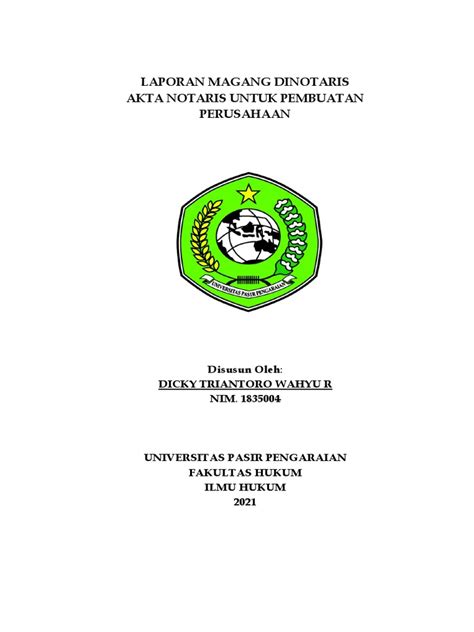 LAPORAN MAGANG DINOTARIS
AKTA NOTARIS UNTUK PEMBUATAN
PERUSAHAAN
UNIVERSITAS PASIR PENGARAIAN
Disusun Oleh:
DICKY TRIANTORO WAHYU R
NIM. 1835004
UNIVERSITAS PASIR PENGARAIAN
FAKULTAS HUKUM
ILMU HUKUM
2021